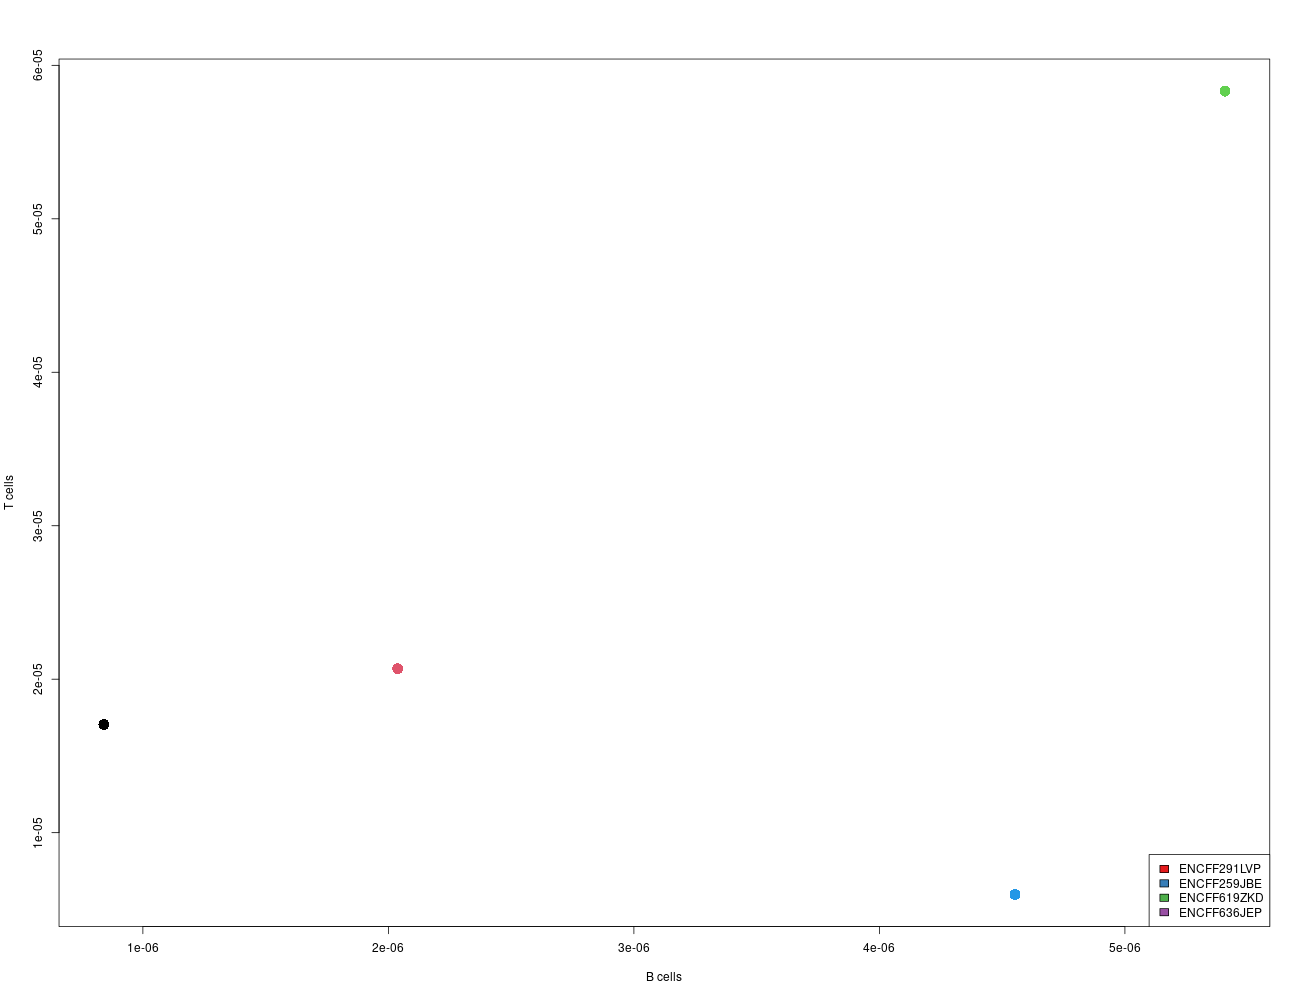 6e-05
5e-05
4e-05
3e-05
2e-05
1e-05
T cells
ENCFF291LVP
ENCFF259JBE
ENCFF619ZKD
ENCFF636JEP
1e-06 2e-06 3e-06 4e-06 5e-06
B cells